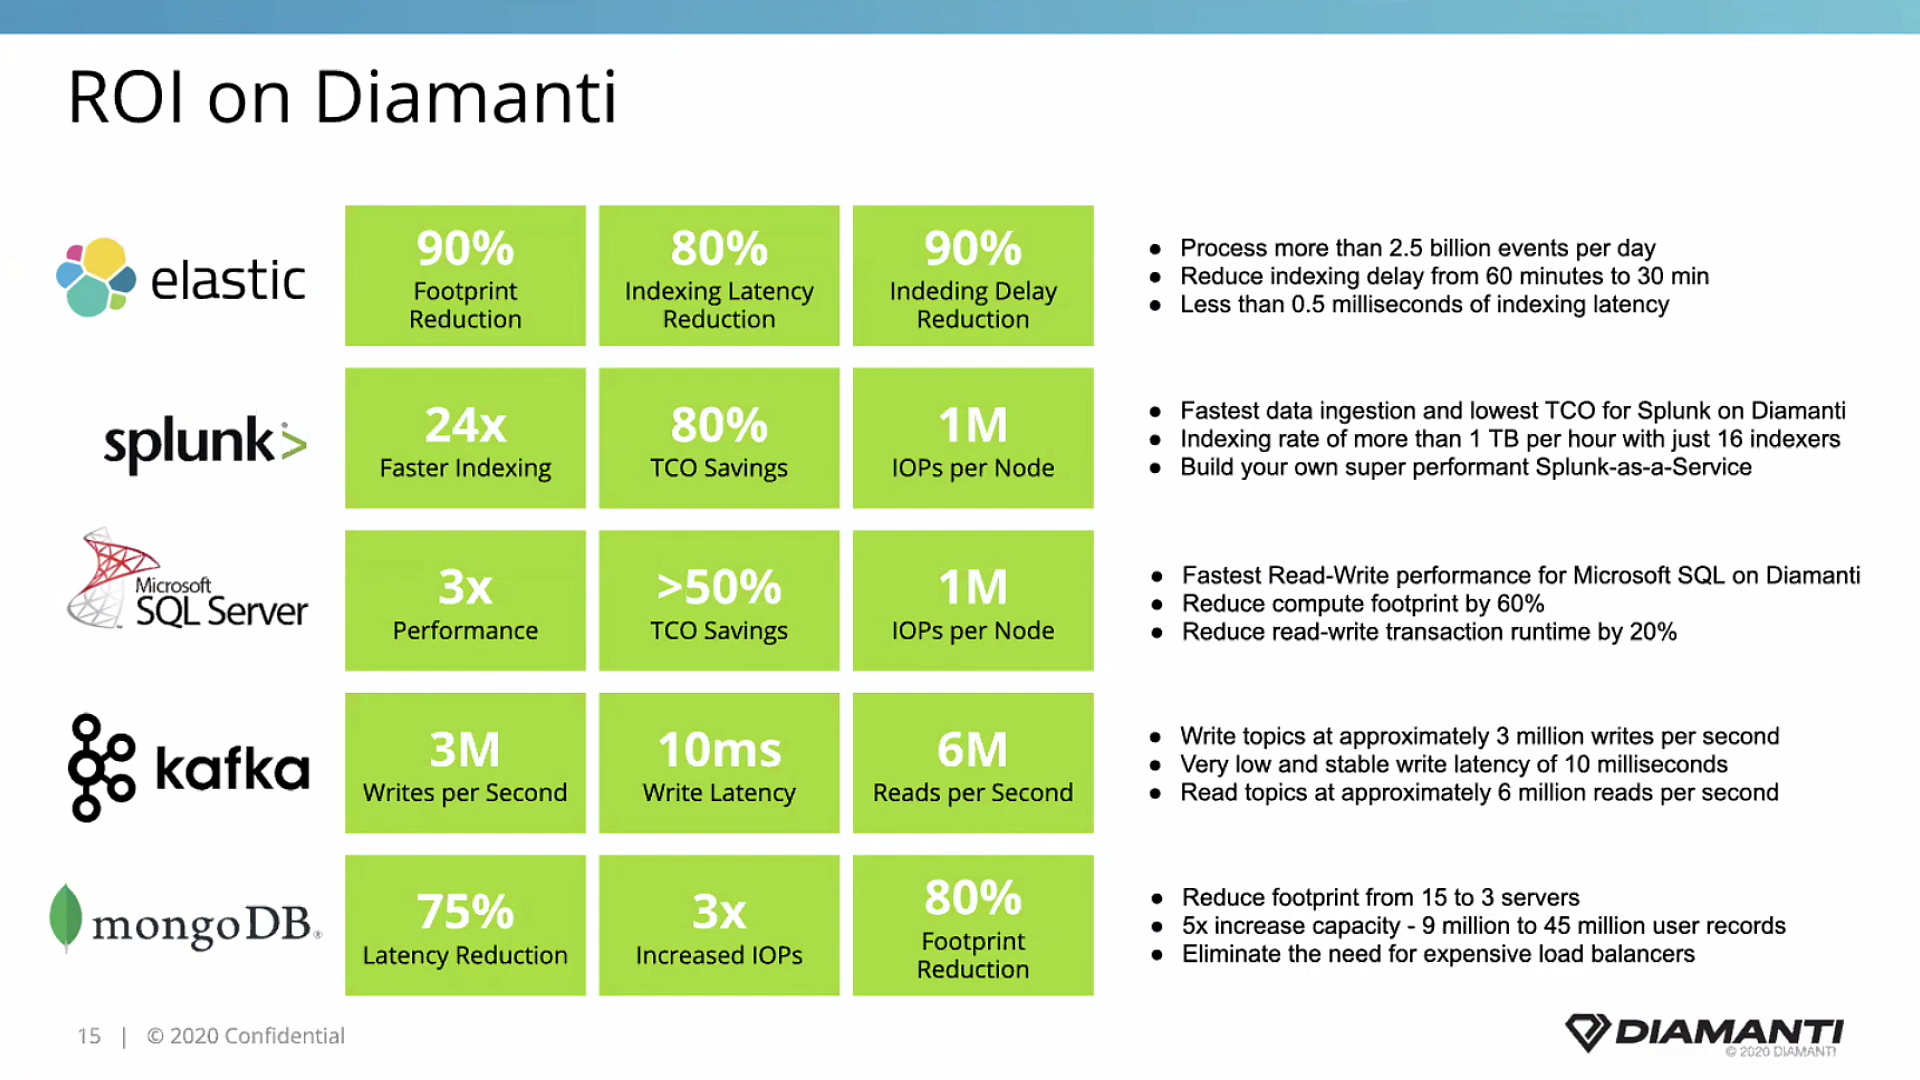 ROI on Diamanti
elastic
90%
Footprint
Reduction
80%
Indexing Latency
Reduction
90%
Indeding Delay
Reduction
● Process more than 2.5 billion events per day
● Reduce indexing delay from 60 minutes to 30 min
● Less than 0.5 milliseconds of indexing latency
splunk>
24x
Faster Indexing
80%
TCO Savings
1M
IOPs per Node
● Fastest data ingestion and lowest TCO for Splunk on Diamanti
● Indexing rate of more than 1 TB per hour with just 16 indexers
● Build your own super performant Splunk-as-a-Service
Microsoft
SQL Server
3x
Performance
>50%
TCO Savings
1M
IOPs per Node
● Fastest Read-Write performance for Microsoft SQL on Diamanti
● Reduce compute footprint by 60%
● Reduce read-write transaction runtime by 20%
kafka
3M
Writes per Second
10ms
Write Latency
6M
Reads per Second
● Write topics at approximately 3 million writes per second
● Very low and stable write latency of 10 milliseconds
● Read topics at approximately 6 million reads per second
mongoDB®
75%
Latency Reduction
3x
Increased IOPs
80%
Footprint
Reduction
● Reduce footprint from 15 to 3 servers
● 5x increase capacity - 9 million to 45 million user records
● Eliminate the need for expensive load balancers
15 | © 2020 Confidential
DIAMANTI
© 2020 DIAMANTI